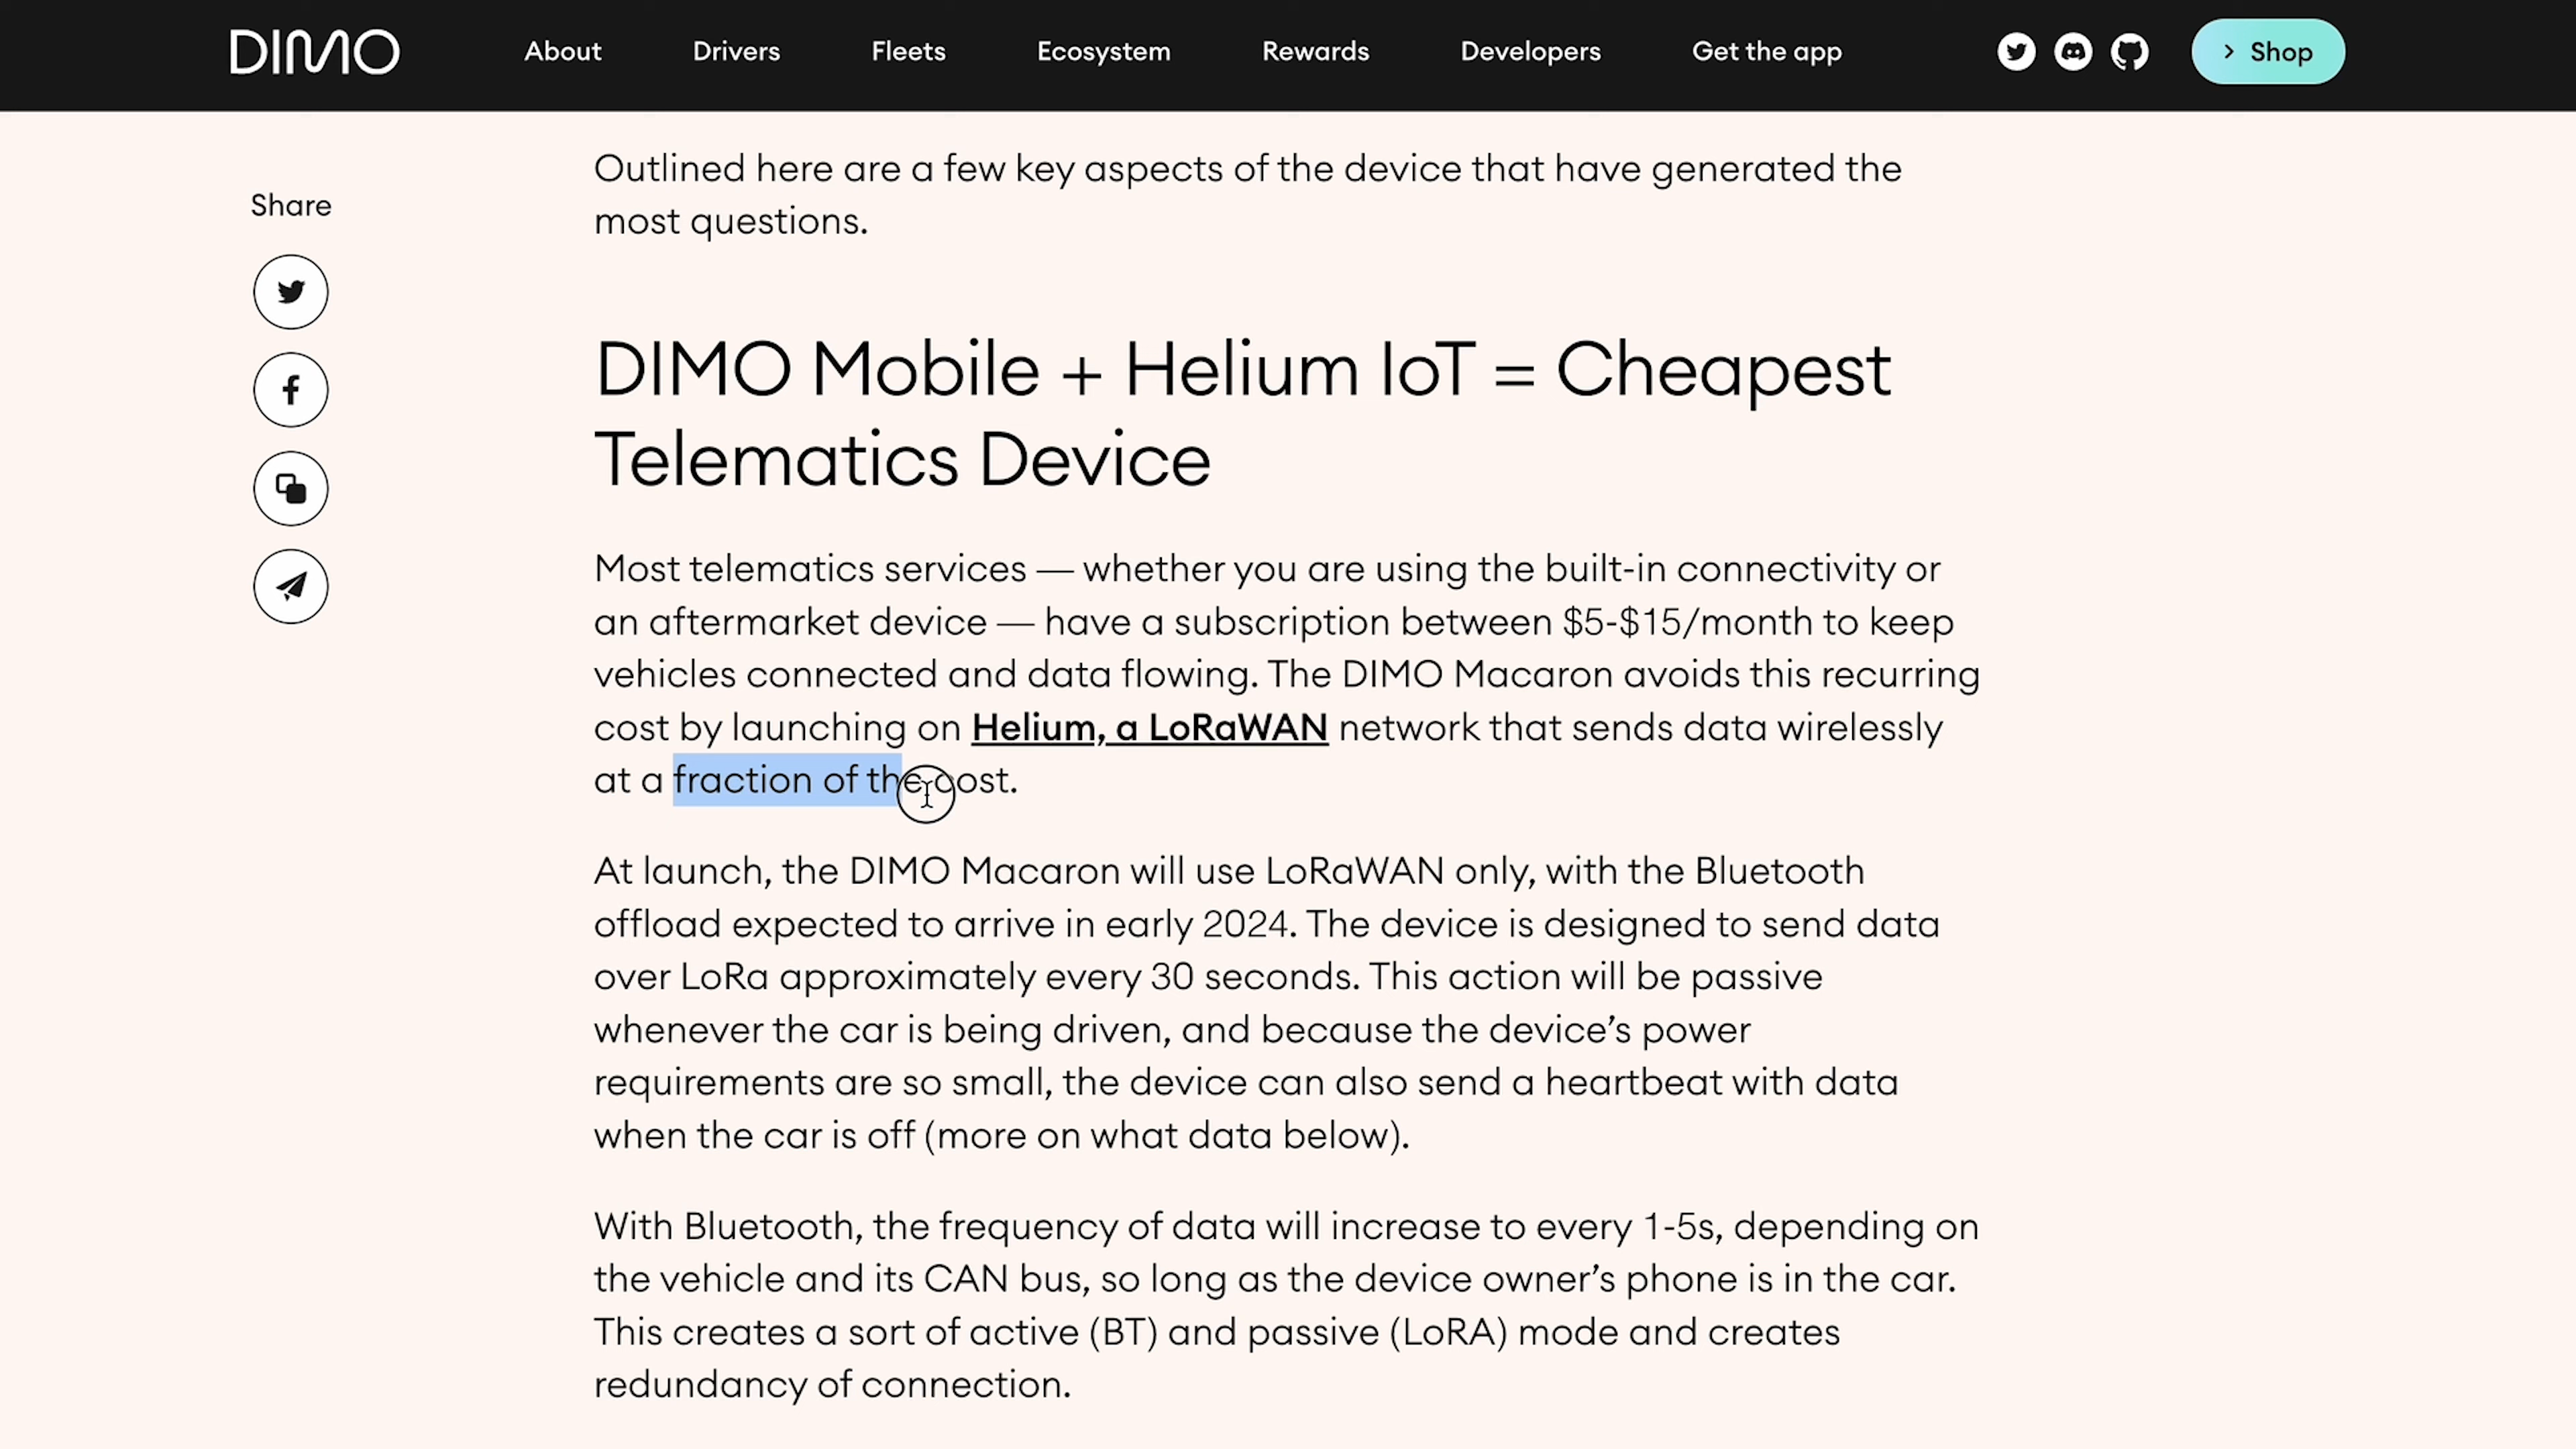 DIMO
About
Drivers
Fleets
Ecosystem
Rewards
Developers
Get the app
Shop
Share
Outlined here are a few key aspects of the device that have generated the
most questions.
DIMO Mobile + Helium IoT = Cheapest
Telematics Device
Most telematics services — whether you are using the built-in connectivity or
an aftermarket device — have a subscription between $5-$15/month to keep
vehicles connected and data flowing. The DIMO Macaron avoids this recurring
cost by launching on Helium, a LoRaWAN network that sends data wirelessly
at a fraction of the cost.
At launch, the DIMO Macaron will use LoRaWAN only, with the Bluetooth
offload expected to arrive in early 2024. The device is designed to send data
over LoRa approximately every 30 seconds. This action will be passive
whenever the car is being driven, and because the device’s power
requirements are so small, the device can also send a heartbeat with data
when the car is off (more on what data below).
With Bluetooth, the frequency of data will increase to every 1-5s, depending on
the vehicle and its CAN bus, so long as the device owner’s phone is in the car.
This creates a sort of active (BT) and passive (LoRA) mode and creates
redundancy of connection.